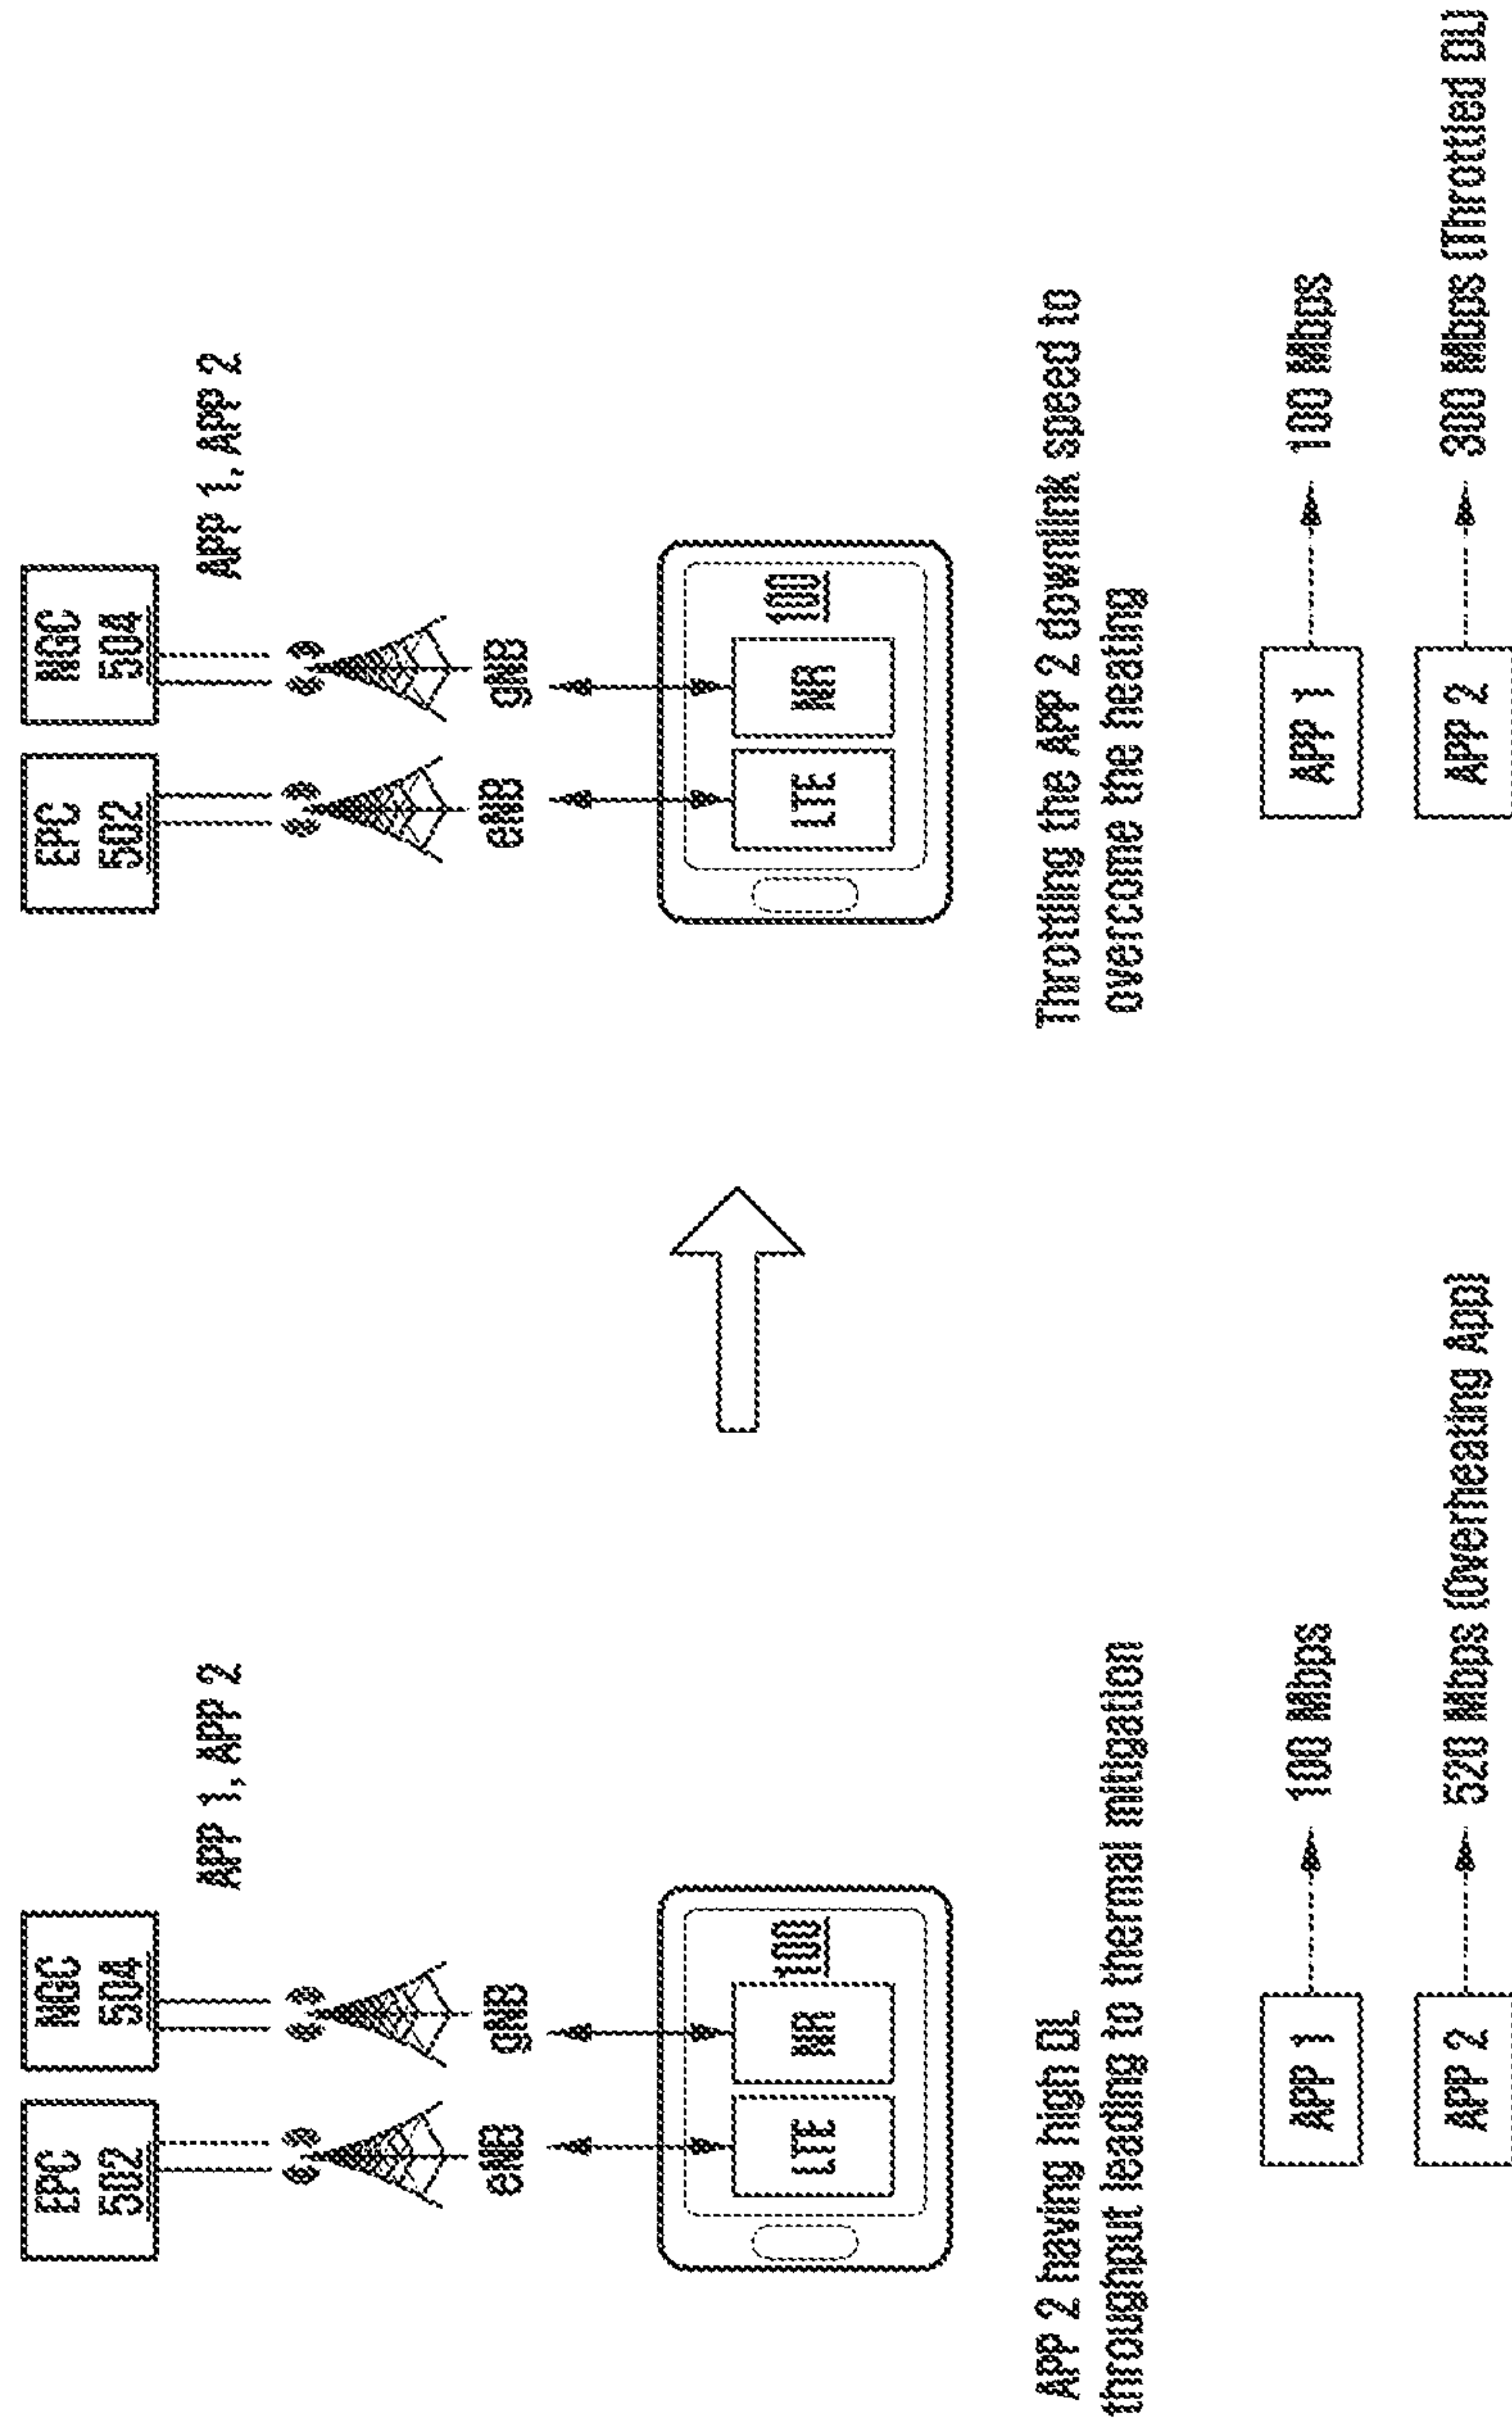 EPC
502
NGC
504
APP 1, APP 2
eNB
gNB
LTE
NR
100
APP 2 having high DL
throughput leading to thermal mitigation
APP 1
100 Mbps
APP 2
520 Mbps (Overheating App)
EPC
502
NGC
504
APP 1, APP 2
eNB
gNB
LTE
NR
100
Throttling the APP 2 downlink speed to
overcome the heating
APP 1
100 Mbps
APP 2
300 Mbps (Throttled DL)